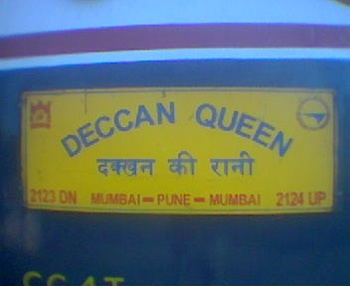 DECCAN QUEEN
दक्खन की रानी
2123 DN MUMBAI - PUNE - MUMBAI 2124 UP